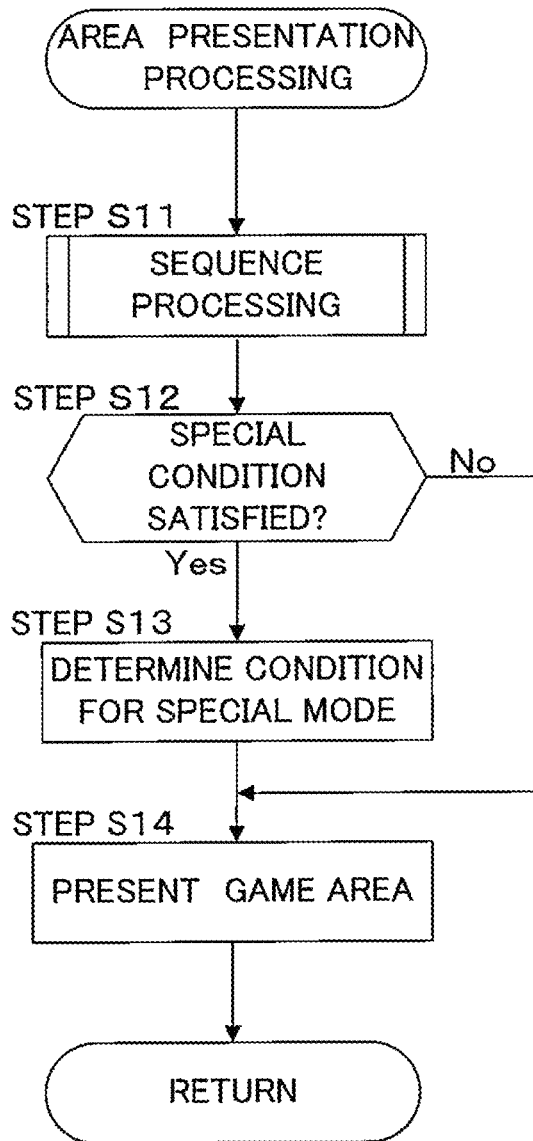 AREA PRESENTATION
PROCESSING
STEP S11
SEQUENCE
PROCESSING
STEP S12
SPECIAL
CONDITION
SATISFIED?
No
Yes
STEP S13
DETERMINE CONDITION
FOR SPECIAL MODE
STEP S14
PRESENT GAME AREA
RETURN